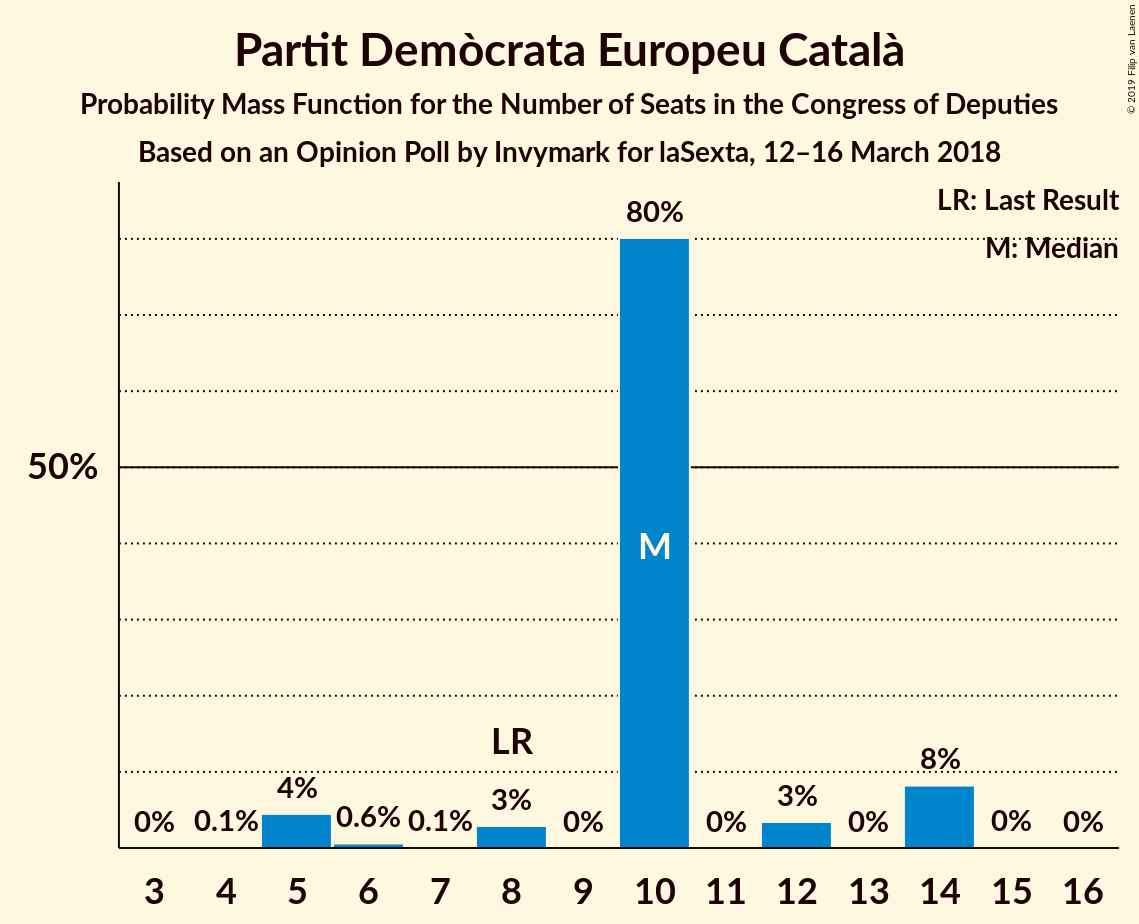 Partit Demòcrata Europeu Català
Probability Mass Function for the Number of Seats in the Congress of Deputies
Based on an Opinion Poll by Invymark for laSexta, 12–16 March 2018
© 2019 Filip van Laenen
LR: Last Result
M: Median
80%
50%
M
LR
0% 0.1% 4% 0.6% 0.1% 3% 0% 0% 3% 0% 8% 0% 0%
3 4 5 6 7 8 9 10 11 12 13 14 15 16